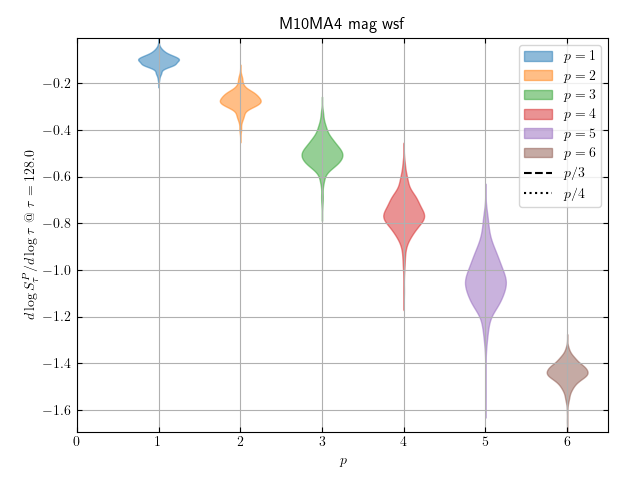 M10MA4 mag wsf
d log S_τ^P / d log τ @ τ = 128.0
−0.2
−0.4
−0.6
−0.8
−1.0
−1.2
−1.4
−1.6
p = 1
p = 2
p = 3
p = 4
p = 5
p = 6
p/3
p/4
0 1 2 3 4 5 6
p